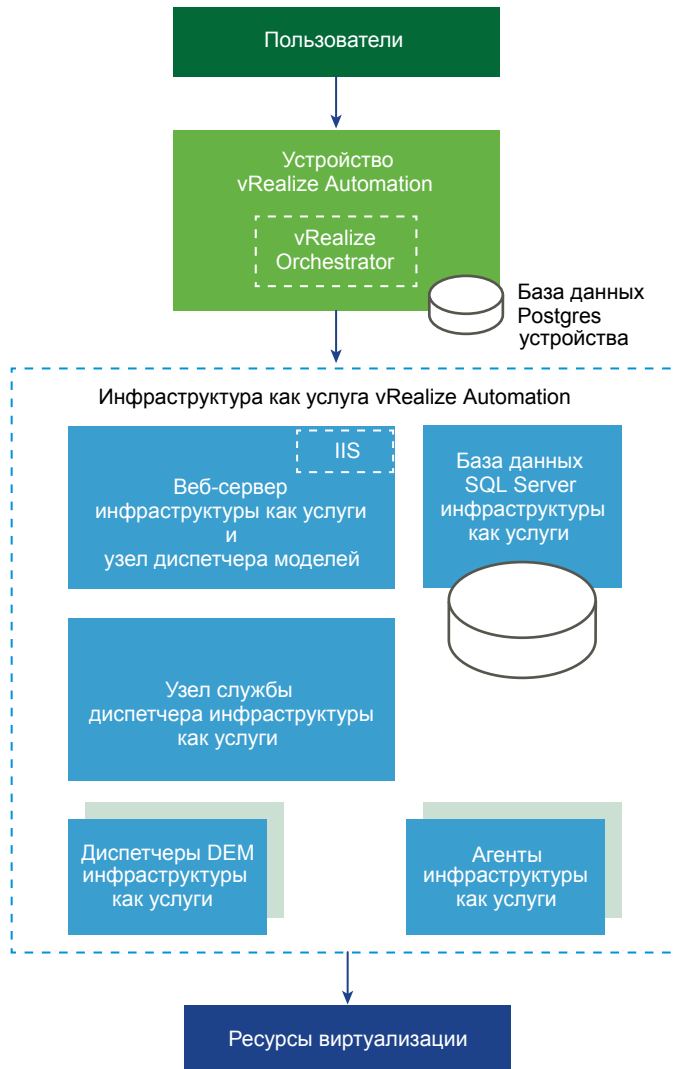 Пользователи
Устройство
vRealize Automation
vRealize
Orchestrator
База данных
Postgres
устройства
Инфраструктура как услуга vRealize Automation
IIS
Веб-сервер
инфраструктуры как услуги
и
узел диспетчера моделей
База данных
SQL Server
инфраструктуры
как услуги
Узел службы
диспетчера инфраструктуры
как услуги
Диспетчеры DEM
инфраструктуры
как услуги
Агенты
инфраструктуры
как услуги
Ресурсы виртуализации